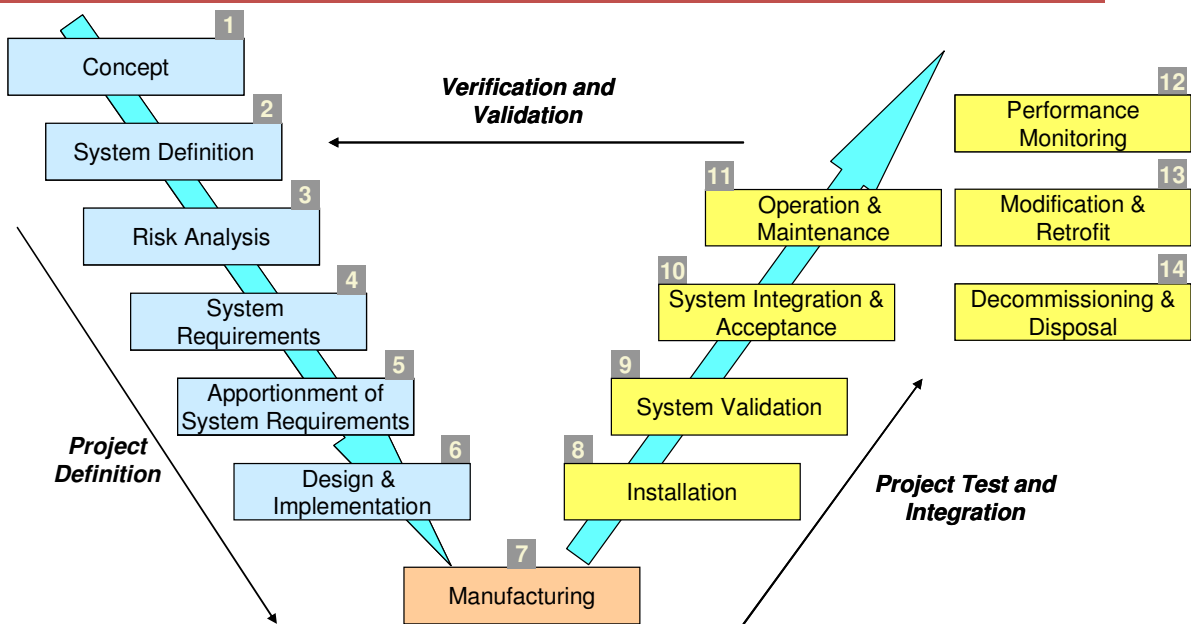 1
Concept
2
System Definition
3
Risk Analysis
4
System
Requirements
5
Apportionment of
System Requirements
6
Design &
Implementation
7
Manufacturing
8
Installation
9
System Validation
10
System Integration &
Acceptance
11
Operation &
Maintenance
12
Performance
Monitoring
13
Modification &
Retrofit
14
Decommissioning &
Disposal
Verification and
Validation
Project
Definition
Project Test and
Integration